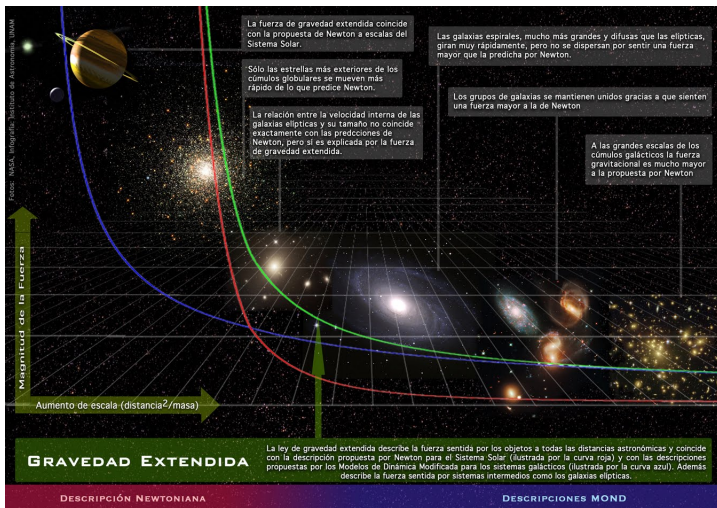 La fuerza de gravedad extendida coincide
con la propuesta de Newton a escalas del
Sistema Solar.
Sólo las estrellas más exteriores de los
cúmulos globulares se mueven más
rápido de lo que predice Newton.
La relación entre la velocidad interna de las
galaxias elípticas y su tamaño no coincide
exactamente con las predcciones de
Newton, pero sí es explicada por la fuerza
de gravedad extendida.
Las galaxias espirales, mucho más grandes y difusas que las elípticas,
giran muy rápidamente, pero no se dispersan por sentir una fuerza
mayor que la predicha por Newton.
Los grupos de galaxias se mantienen unidos gracias a que sienten
una fuerza mayor a la de Newton
A las grandes escalas de los
cúmulos galácticos la fuerza
gravitacional es mucho mayor
a la propuesta por Newton
Fotos: NASA, Infografía, Instituto de Astronomía, UNAM
Magnitud de la Fuerza
Aumento de escala (distancia²/masa)
Gravedad Extendida
La ley de gravedad extendida describe la fuerza sentida por los objetos a todas las distancias astronómicas y coincide
con la descripción propuesta por Newton para el Sistema Solar (ilustrada por la curva roja) y con las descripciones
propuestas por los Modelos de Dinámica Modificada para los sistemas galácticos (ilustrada por la curva azul). Además
describe la fuerza sentida por sistemas intermedios como los galaxias elípticas.
Descripción Newtoniana
Descripciones MOND